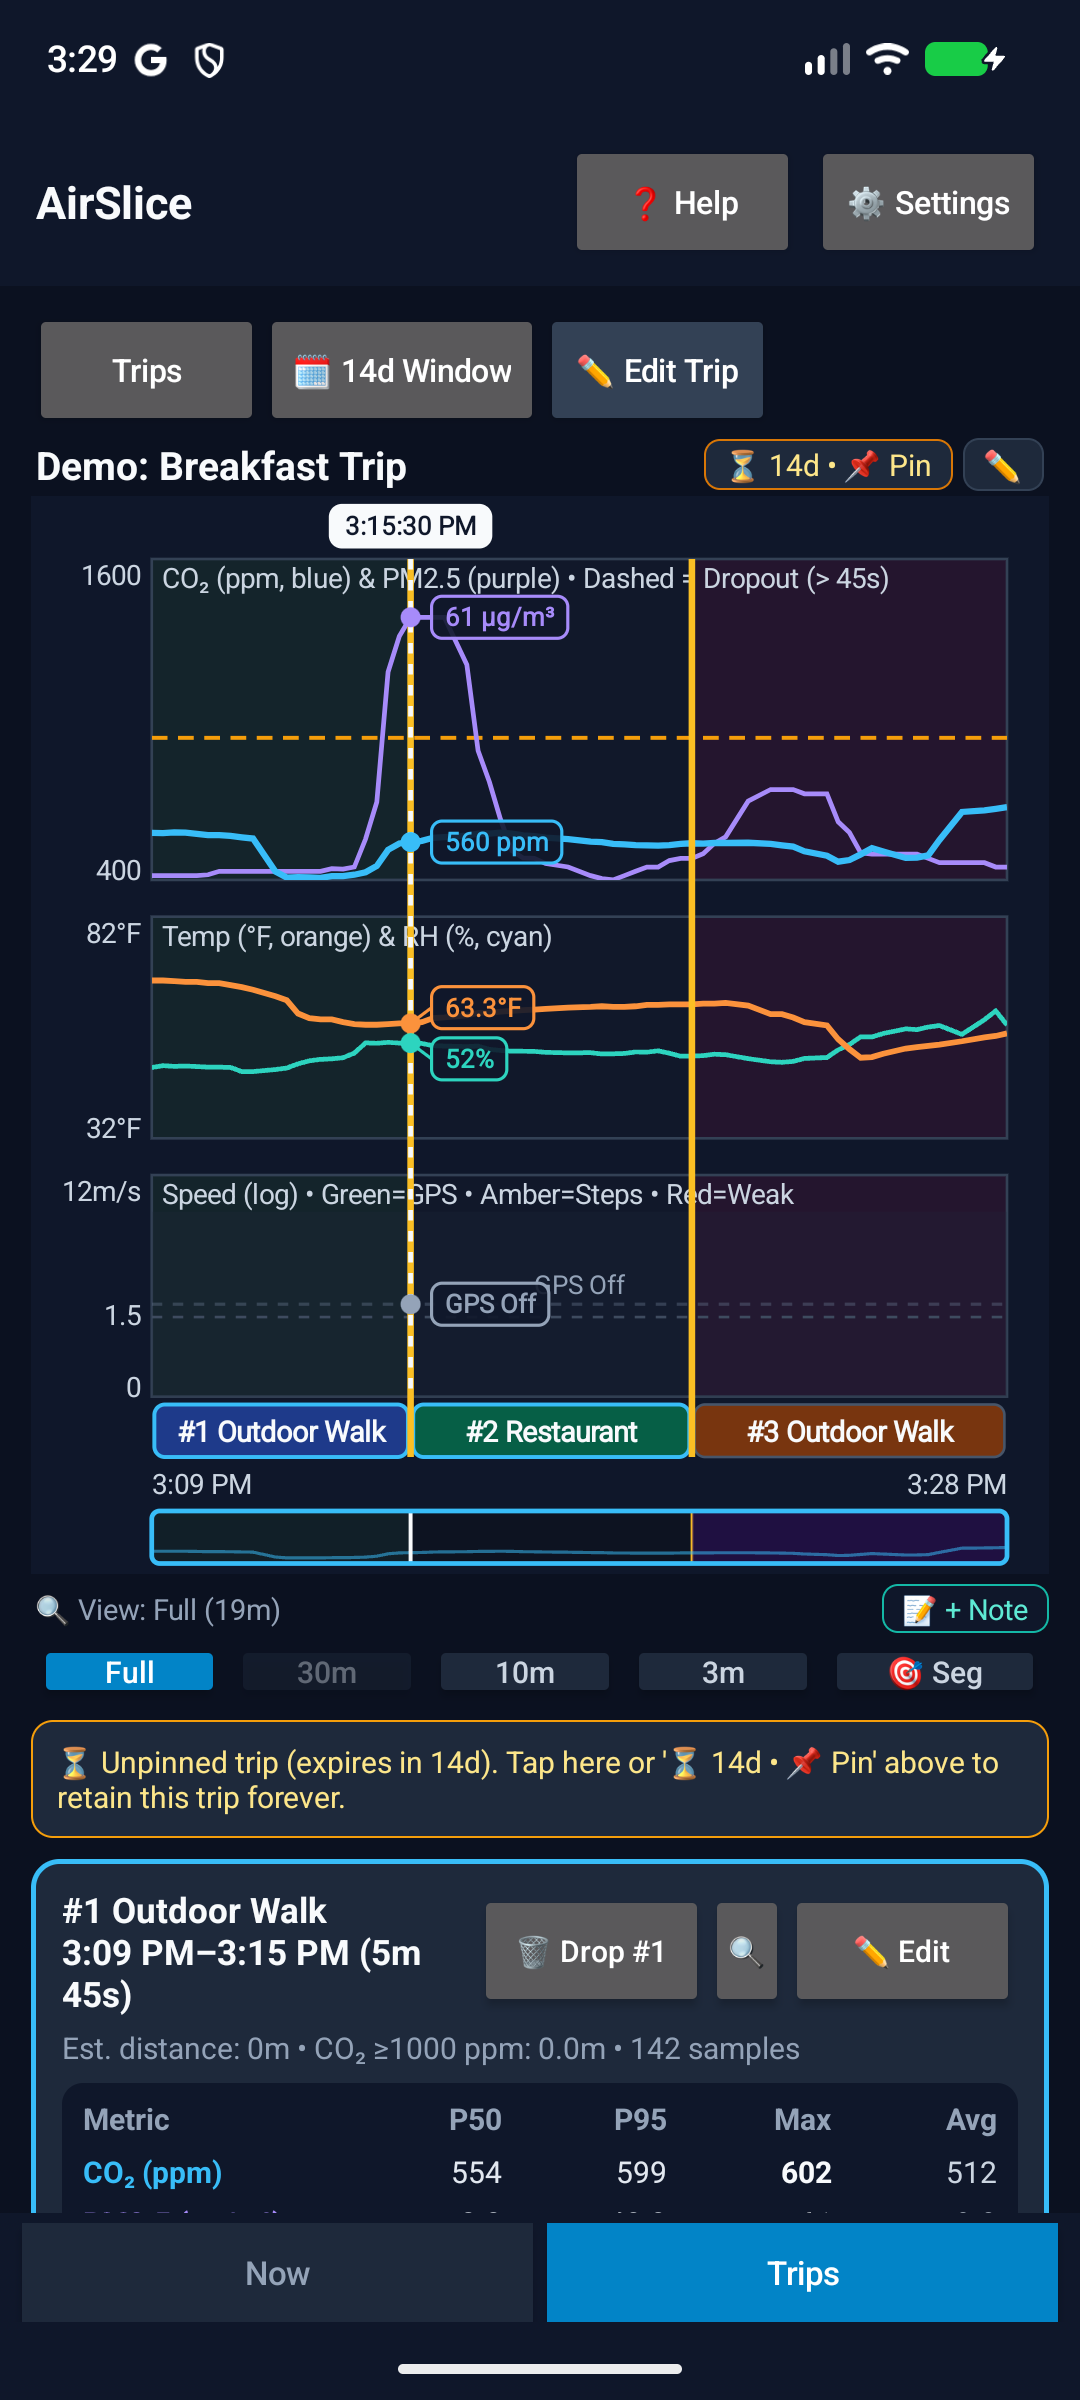 3:29
AirSlice
❓ Help
⚙️ Settings
Trips
🗓️ 14d Window
✏️ Edit Trip
Demo: Breakfast Trip
⏳ 14d • 📌 Pin
✏️
3:15:30 PM
1600
CO₂ (ppm, blue) & PM2.5 (purple) • Dashed = Dropout (> 45s)
61 µg/m³
560 ppm
400
82°F
Temp (°F, orange) & RH (%, cyan)
63.3°F
52%
32°F
12m/s
Speed (log) • Green=GPS • Amber=Steps • Red=Weak
GPS Off
GPS Off
1.5
0
#1 Outdoor Walk
#2 Restaurant
#3 Outdoor Walk
3:09 PM
3:28 PM
🔍 View: Full (19m)
📝 + Note
Full
30m
10m
3m
🎯 Seg
⏳ Unpinned trip (expires in 14d). Tap here or '⏳ 14d • 📌 Pin' above to
retain this trip forever.
#1 Outdoor Walk
3:09 PM–3:15 PM (5m
45s)
🗑️ Drop #1
🔍
✏️ Edit
Est. distance: 0m • CO₂ ≥1000 ppm: 0.0m • 142 samples
Metric P50 P95 Max Avg
CO₂ (ppm) 554 599 602 512
Now
Trips